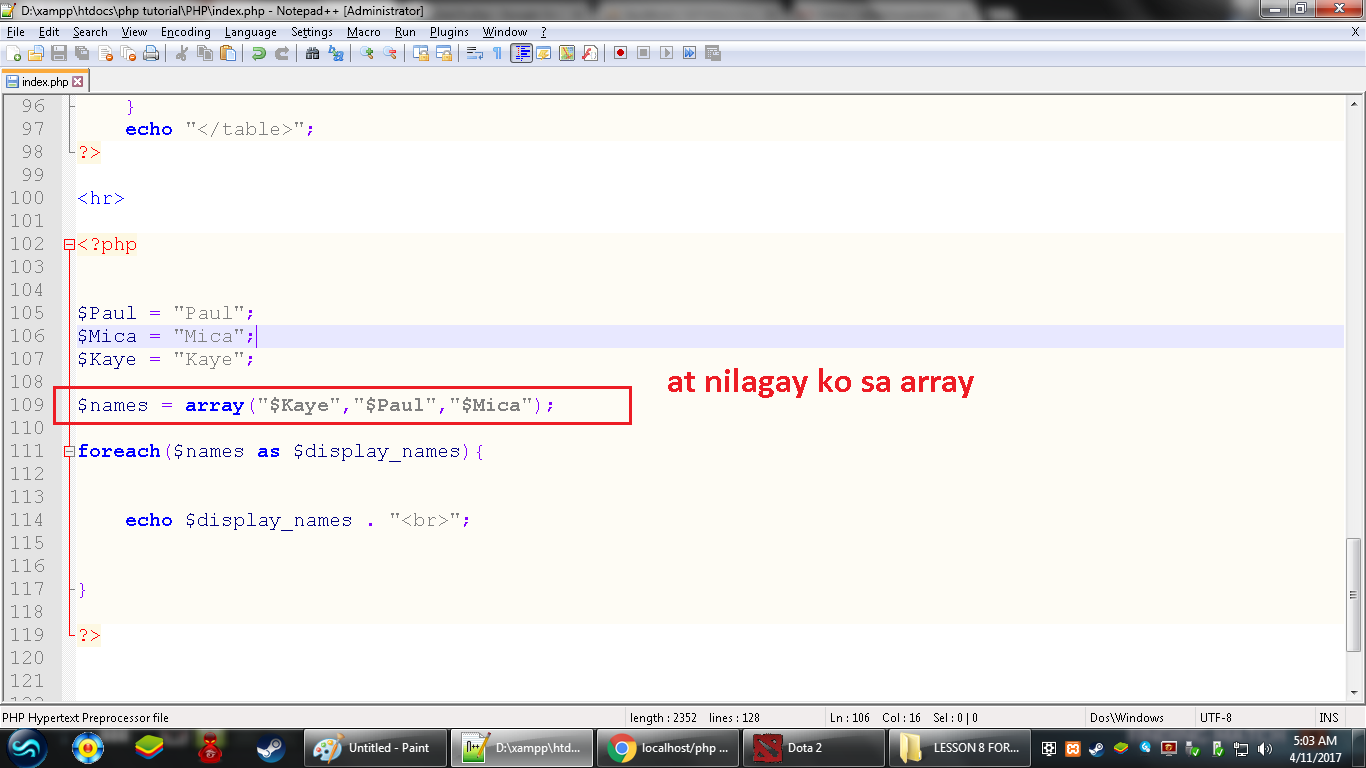 D:\xampp\htdocs\php tutorial\PHP\index.php - Notepad++ [Administrator]
File Edit Search View Encoding Language Settings Macro Run Plugins Window ? X
index.php
96 }
97 echo "</table>";
98 ?>
99
100 <hr>
101
102 <?php
103
104
105 $Paul = "Paul";
106 $Mica = "Mica";
107 $Kaye = "Kaye";
108
at nilagay ko sa array
109 $names = array("$Kaye","$Paul","$Mica");
110
111 foreach($names as $display_names){
112
113
114 echo $display_names . "<br>";
115
116
117 }
118
119 ?>
120
121
PHP Hypertext Preprocessor file length : 2352 lines : 128 Ln : 106 Col : 16 Sel : 0 | 0 Dos\Windows UTF-8 INS
Untitled - Paint D:\xampp\htd... localhost/php ... Dota 2 LESSON 8 FOR... 5:03 AM
4/11/2017